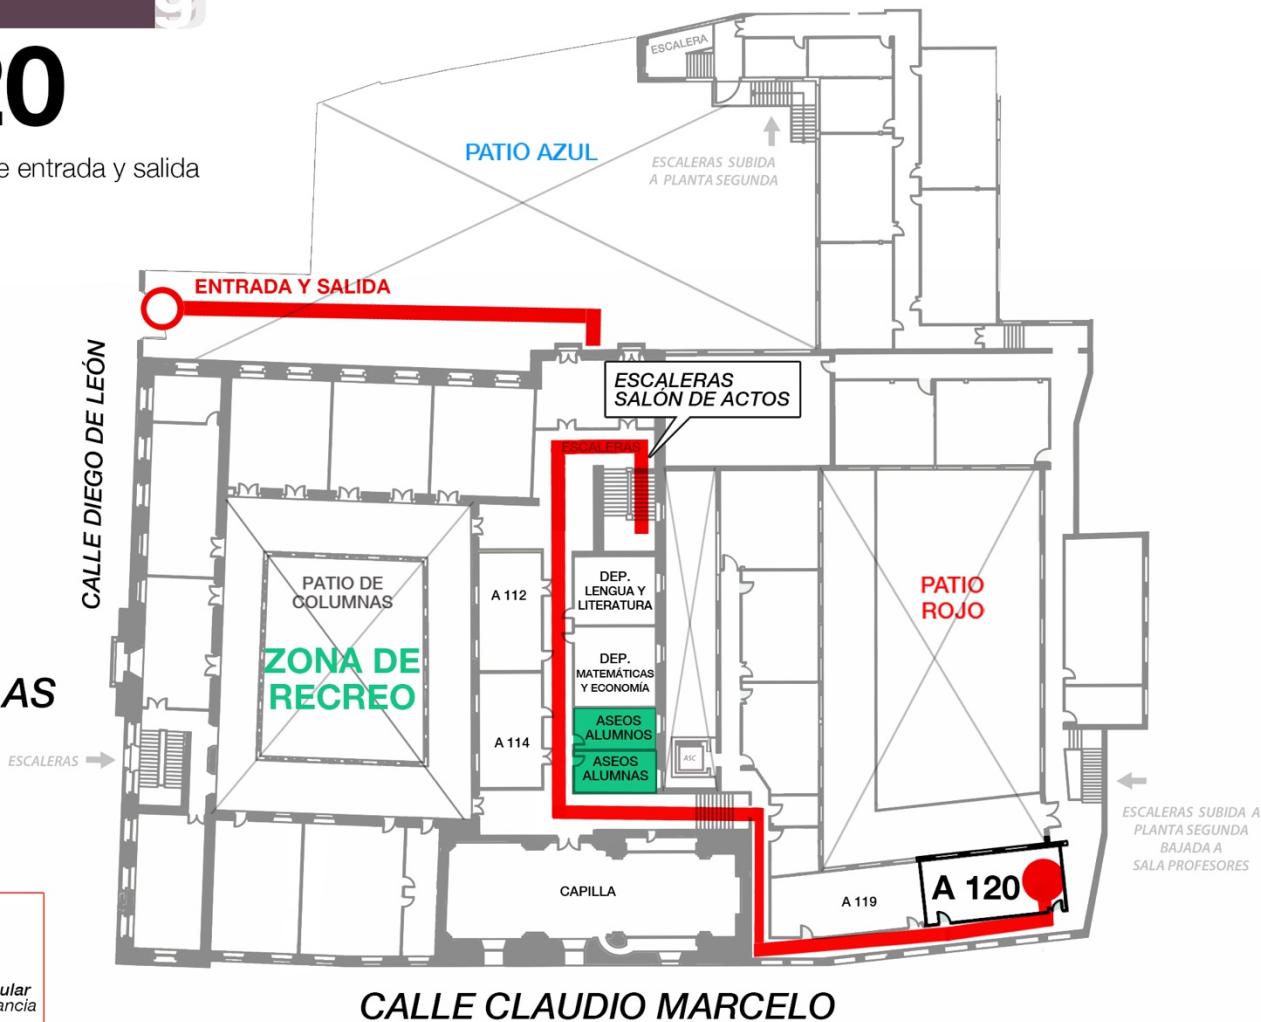 20
e entrada y salida
ESCALERA
PATIO AZUL
ESCALERAS SUBIDA
A PLANTA SEGUNDA
ENTRADA Y SALIDA
CALLE DIEGO DE LEÓN
ESCALERAS
SALÓN DE ACTOS
ESCALERAS
PATIO DE
COLUMNAS
ZONA DE
RECREO
A 112
DEP.
LENGUA Y
LITERATURA
PATIO
ROJO
DEP.
MATEMÁTICAS
Y ECONOMÍA
AS
ASEOS
ALUMNOS
A 114
ASC
ASEOS
ALUMNAS
ESCALERAS
ESCALERAS SUBIDA A
PLANTA SEGUNDA
BAJADA A
SALA PROFESORES
CAPILLA
A 119
A 120
ular
ancia
CALLE CLAUDIO MARCELO